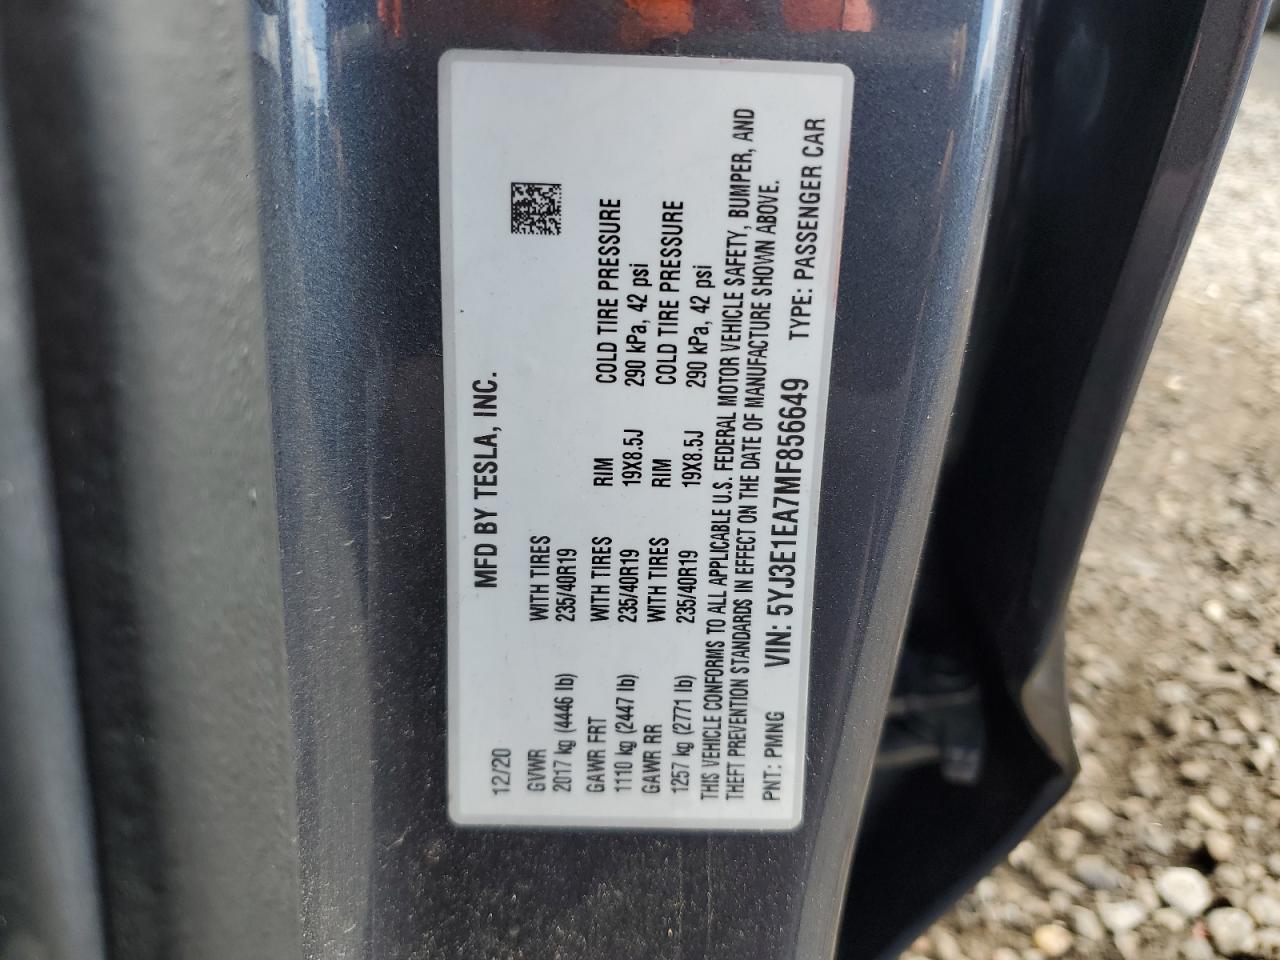 12/20 MFD BY TESLA, INC.
GVWR WITH TIRES
2017 kg (4446 lb) 235/40R19
GAWR FRT WITH TIRES RIM COLD TIRE PRESSURE
1110 kg (2447 lb) 235/40R19 19X8.5J 290 kPa, 42 psi
GAWR RR WITH TIRES RIM COLD TIRE PRESSURE
1257 kg (2771 lb) 235/40R19 19X8.5J 290 kPa, 42 psi
THIS VEHICLE CONFORMS TO ALL APPLICABLE U.S. FEDERAL MOTOR VEHICLE SAFETY, BUMPER, AND
THEFT PREVENTION STANDARDS IN EFFECT ON THE DATE OF MANUFACTURE SHOWN ABOVE.
PNT: PMNG VIN: 5YJ3E1EA7MF856649 TYPE: PASSENGER CAR